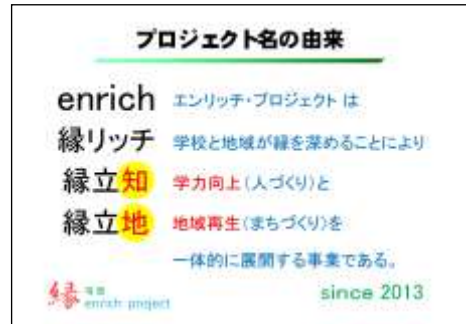 プロジェクト名の由来
enrich エンリッチ・プロジェクト は
縁リッチ 学校と地域が縁を深めることにより
縁立知 学力向上(人づくり)と
縁立地 地域再生(まちづくり)を
一体的に展開する事業である。
縁 enrich project
since 2013